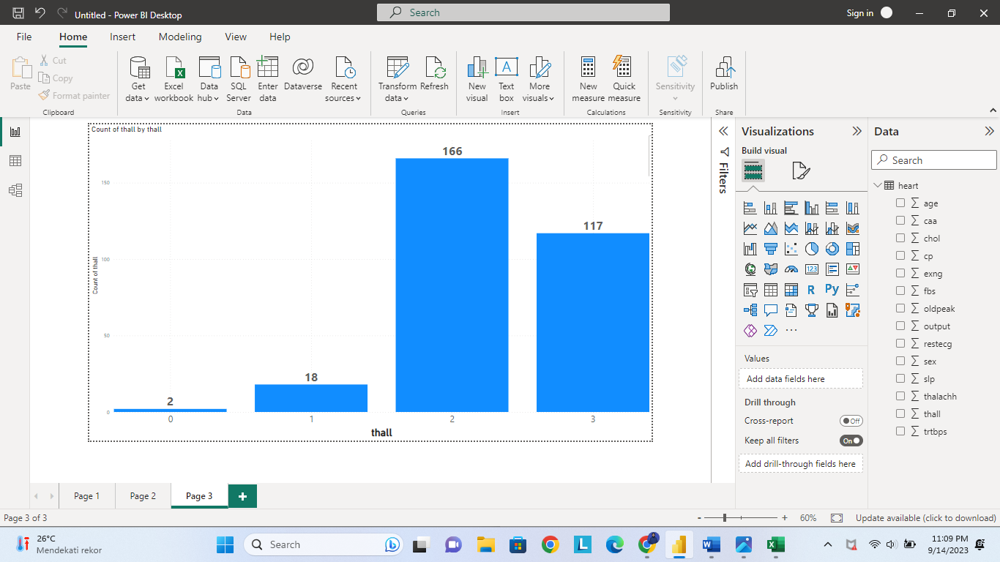 Untitled - Power BI Desktop
Search
Sign in
File Home Insert Modeling View Help
Paste
Cut
Copy
Format painter
Clipboard
Get data
Excel workbook
Data hub
SQL Server
Enter data
Dataverse
Recent sources
Data
Transform data
Refresh
Queries
New visual
Text box
More visuals
Insert
New measure
Quick measure
Calculations
Sensitivity
Sensitivity
Publish
Share
Count of thall by thall
166
150
117
100
Count of thall
50
18
2
0
0 1 2 3
thall
Filters
Visualizations
Build visual
123
R
Py
Values
Add data fields here
Drill through
Cross-report
Off
Keep all filters
On
Add drill-through fields here
Data
Search
heart
age
caa
chol
cp
exng
fbs
oldpeak
output
restecg
sex
slp
thalachh
thall
trtbps
Page 1 Page 2 Page 3
Page 3 of 3
60%
Update available (click to download)
26°C
Mendekati rekor
Search
11:09 PM
9/14/2023